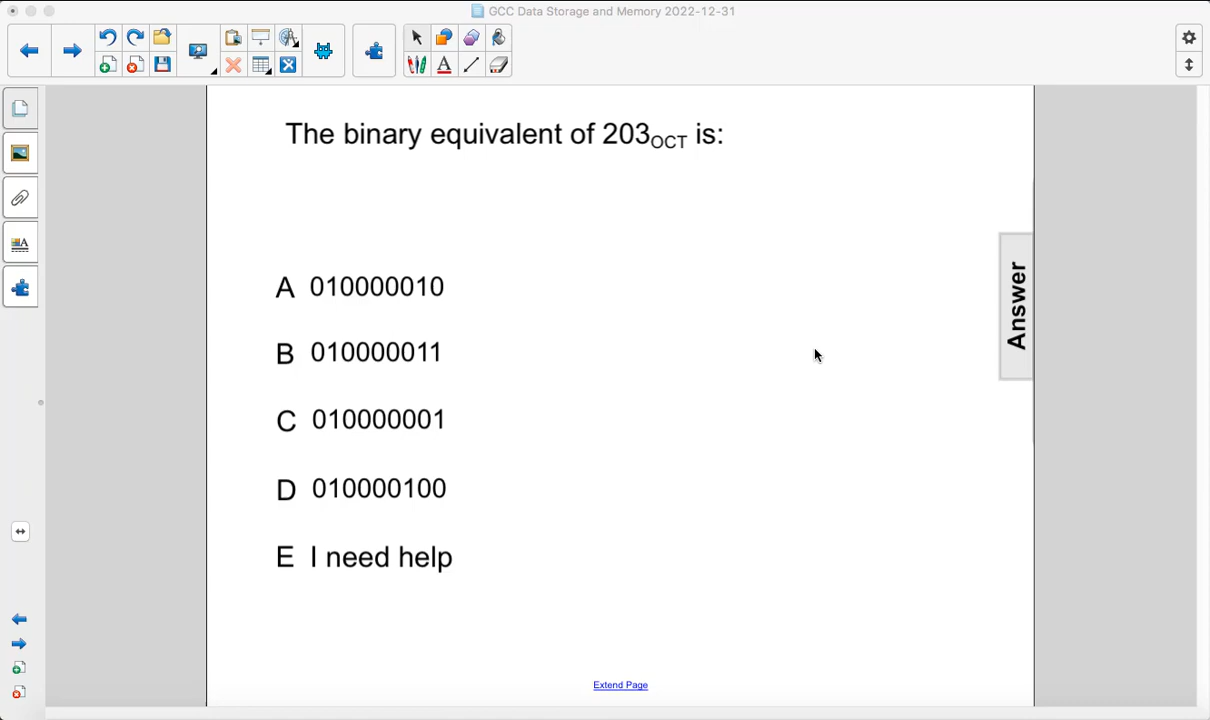 GCC Data Storage and Memory 2022-12-31
The binary equivalent of 203OCT is:
A 010000010
B 010000011
C 010000001
D 010000100
E I need help
Answer
Extend Page